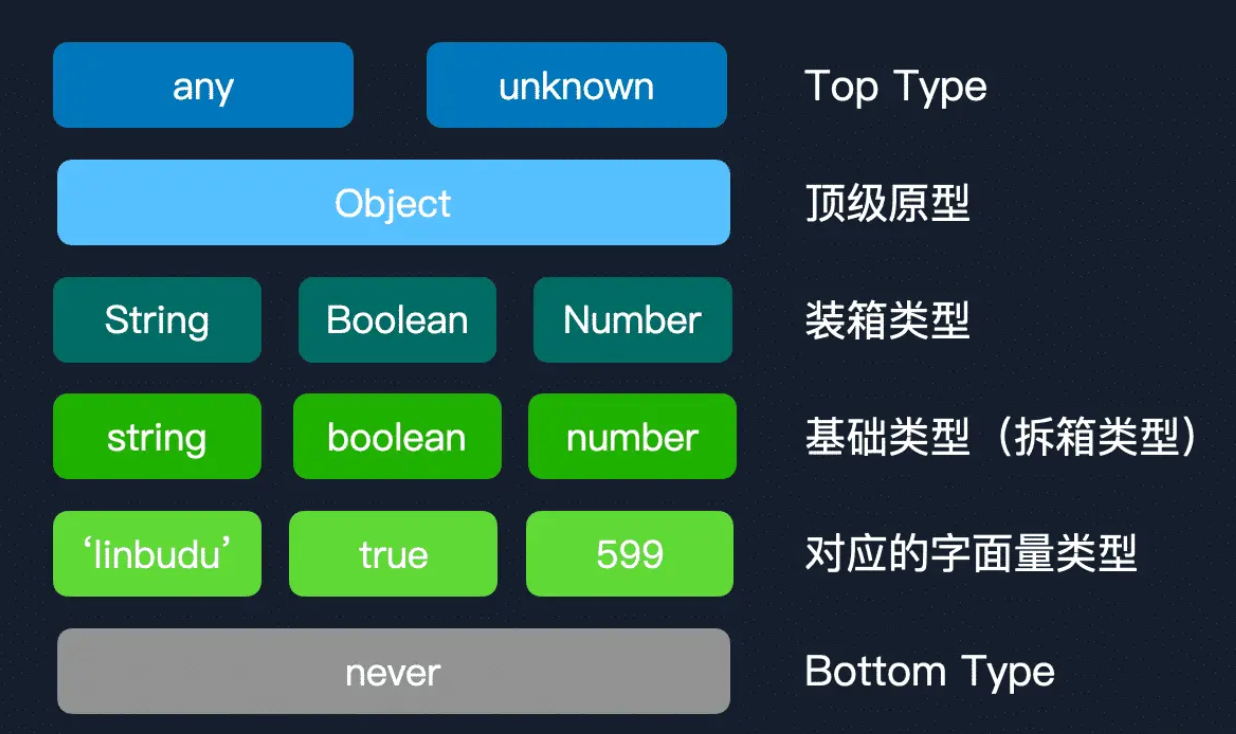 any unknown Top Type
Object 顶级原型
String Boolean Number 装箱类型
string boolean number 基础类型（拆箱类型）
‘linbudu’ true 599 对应的字面量类型
never Bottom Type